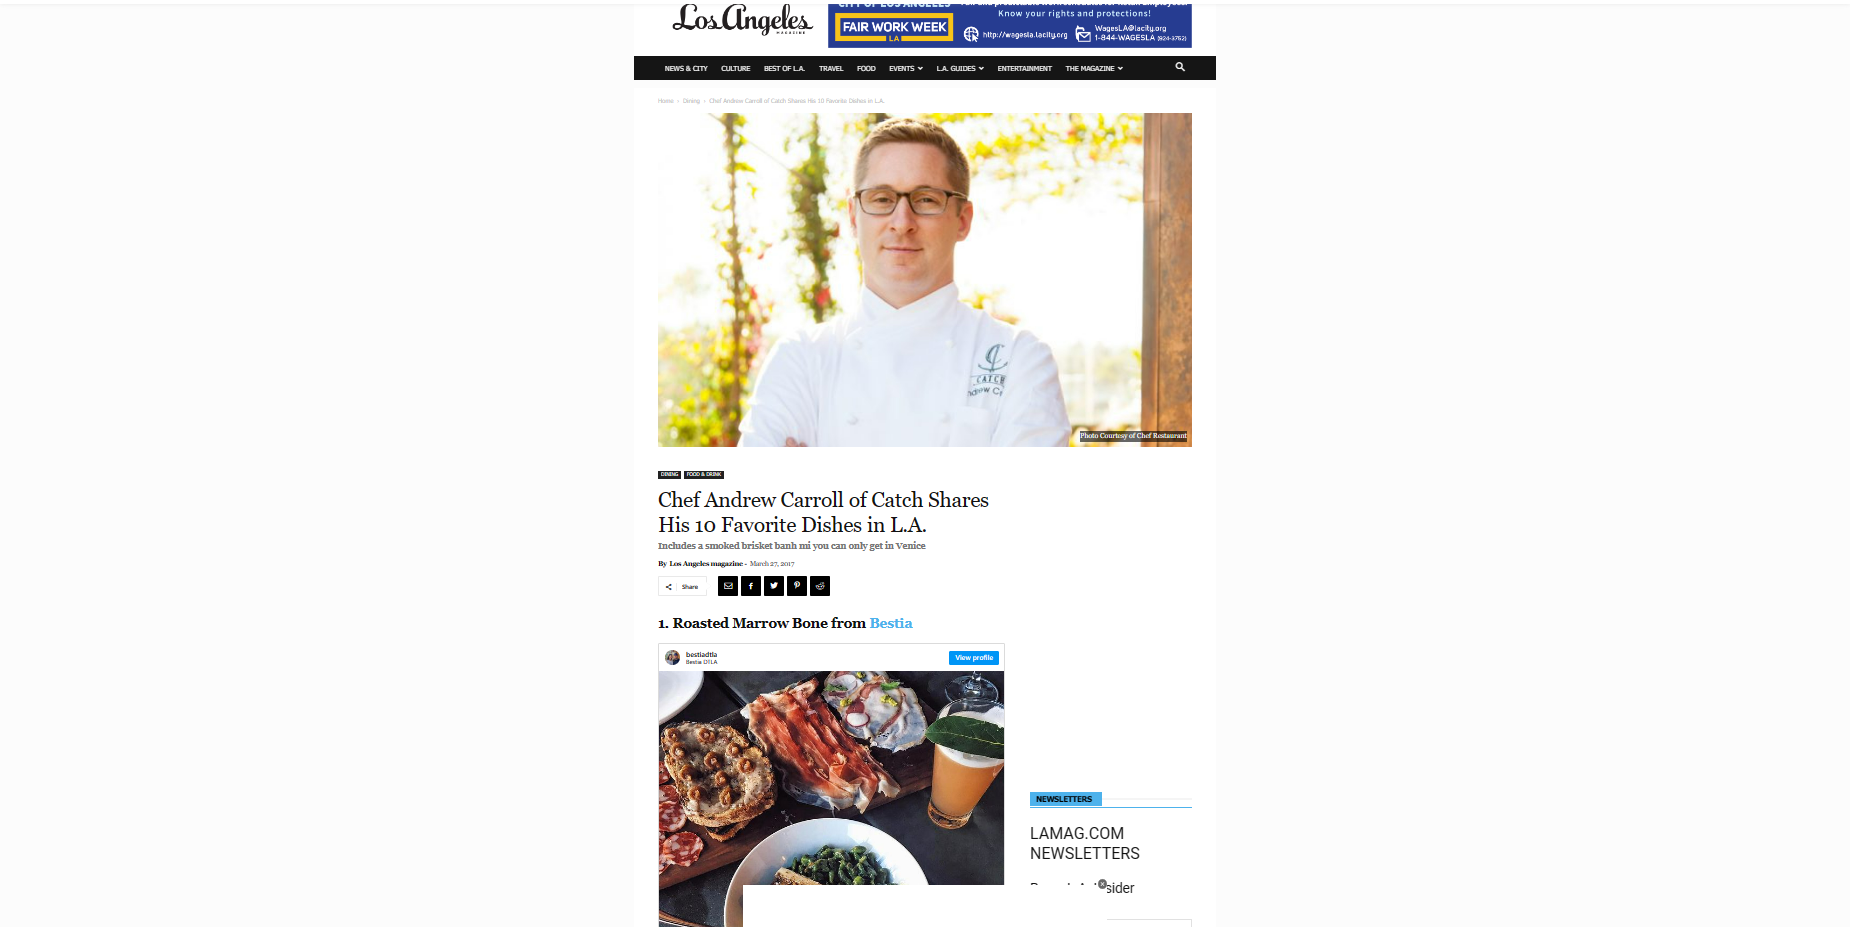 Los Angeles
MAGAZINE
CITY OF LOS ANGELES
FAIR WORK WEEK
LA
Know your rights and protections!
http://wagesla.lacity.org
WagesLA@lacity.org
1-844-WAGESLA (924-3752)
NEWS & CITY CULTURE BEST OF L.A. TRAVEL FOOD EVENTS L.A. GUIDES ENTERTAINMENT THE MAGAZINE
Home › Dining › Chef Andrew Carroll of Catch Shares His 10 Favorite Dishes in L.A.
CATCH
Photo Courtesy of Chef Restaurant
DINING FOOD & DRINK
Chef Andrew Carroll of Catch Shares
His 10 Favorite Dishes in L.A.
Includes a smoked brisket banh mi you can only get in Venice
By Los Angeles magazine - March 27, 2017
Share
1. Roasted Marrow Bone from Bestia
bestiadtla
Bestia DTLA
View profile
NEWSLETTERS
LAMAG.COM
NEWSLETTERS